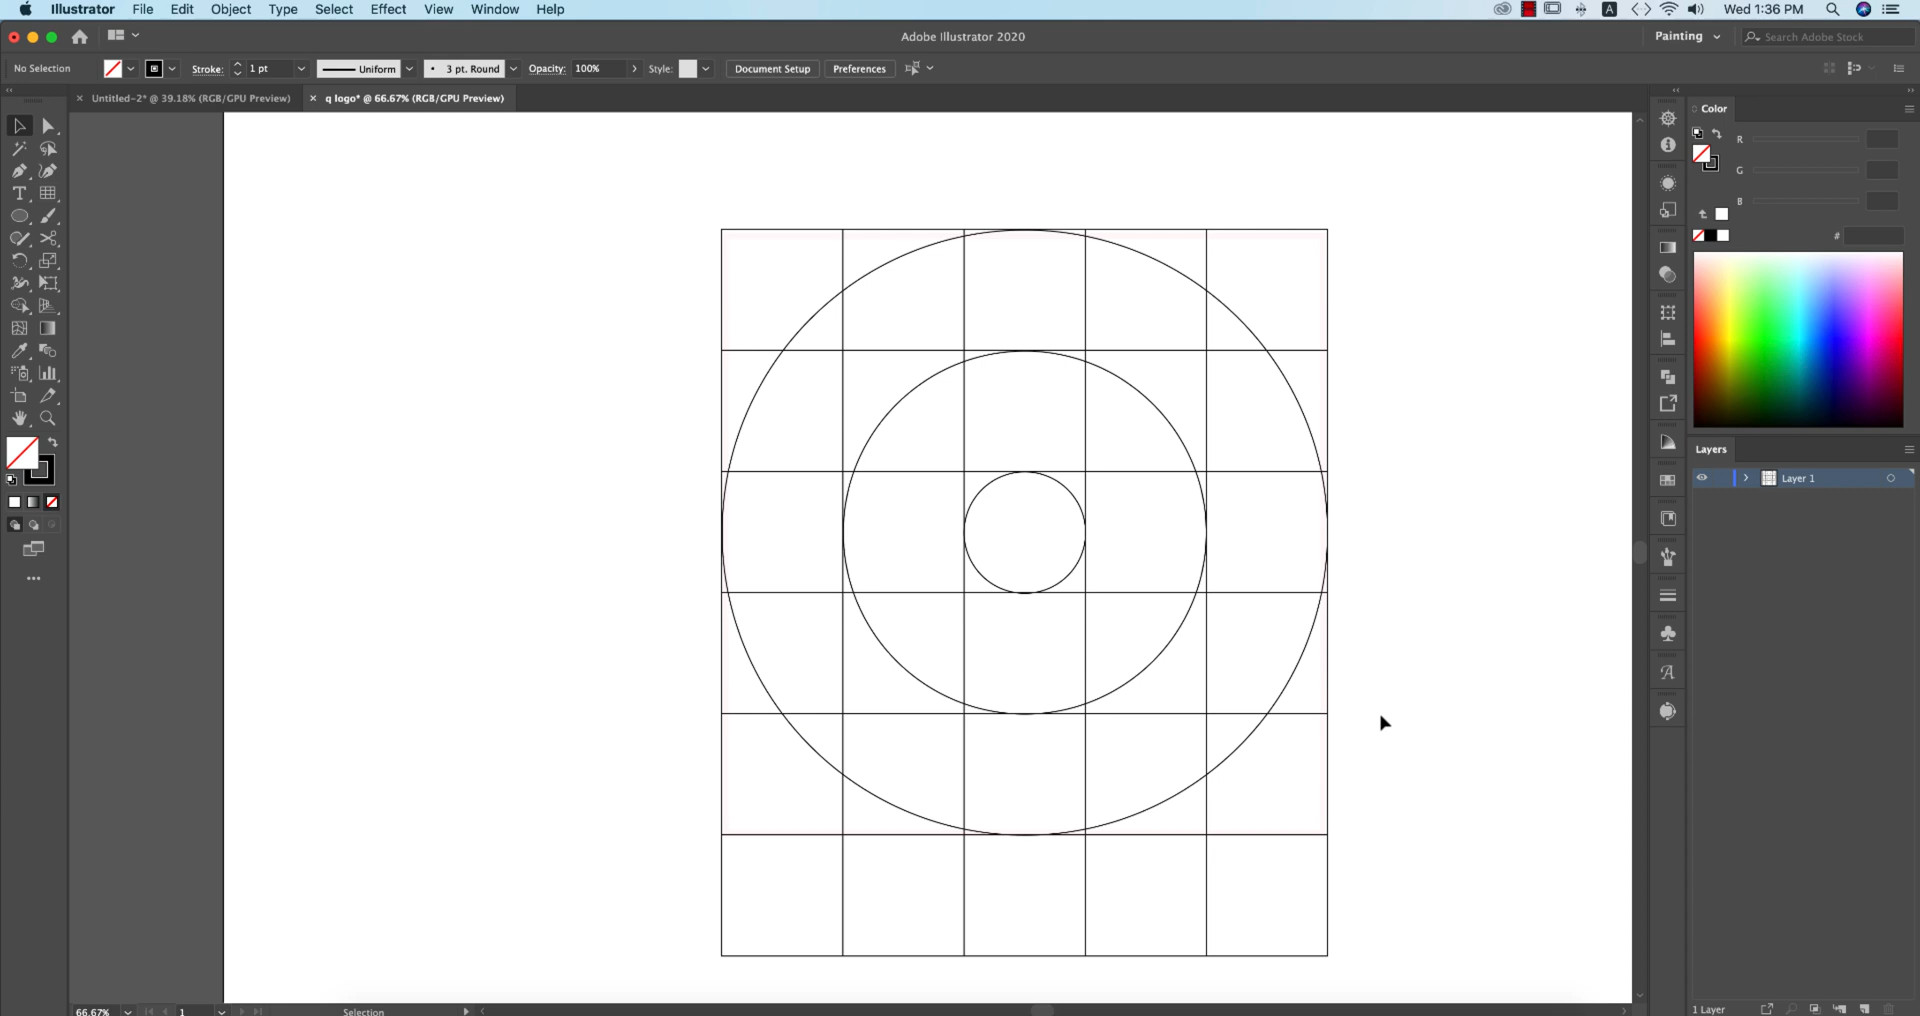 Illustrator File Edit Object Type Select Effect View Window Help A Wed 1:36 PM
Adobe Illustrator 2020 Painting Search Adobe Stock
No Selection Stroke: 1 pt Uniform 3 pt. Round Opacity: 100% Style: Document Setup Preferences
Untitled-2* @ 39.18% (RGB/GPU Preview) q logo* @ 66.67% (RGB/GPU Preview)
Color
R
G
B
#
Layers
Layer 1
66.67% 1 Selection 1 Layer